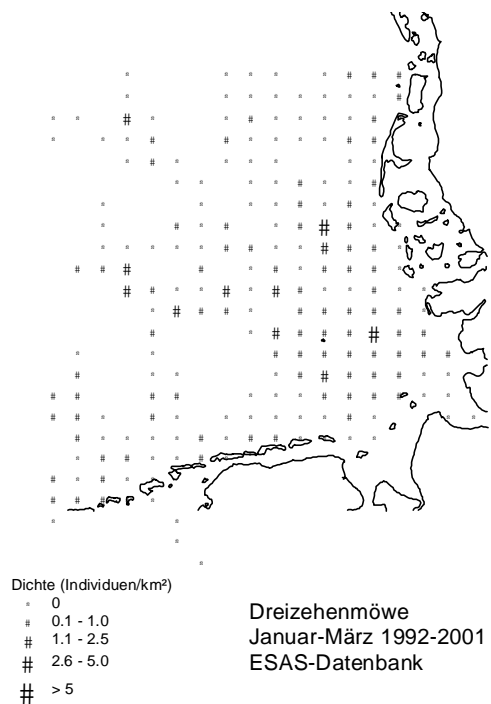 Dichte (Individuen/km²)
0
0.1 - 1.0
1.1 - 2.5
2.6 - 5.0
> 5
Dreizehenmöwe
Januar-März 1992-2001
ESAS-Datenbank